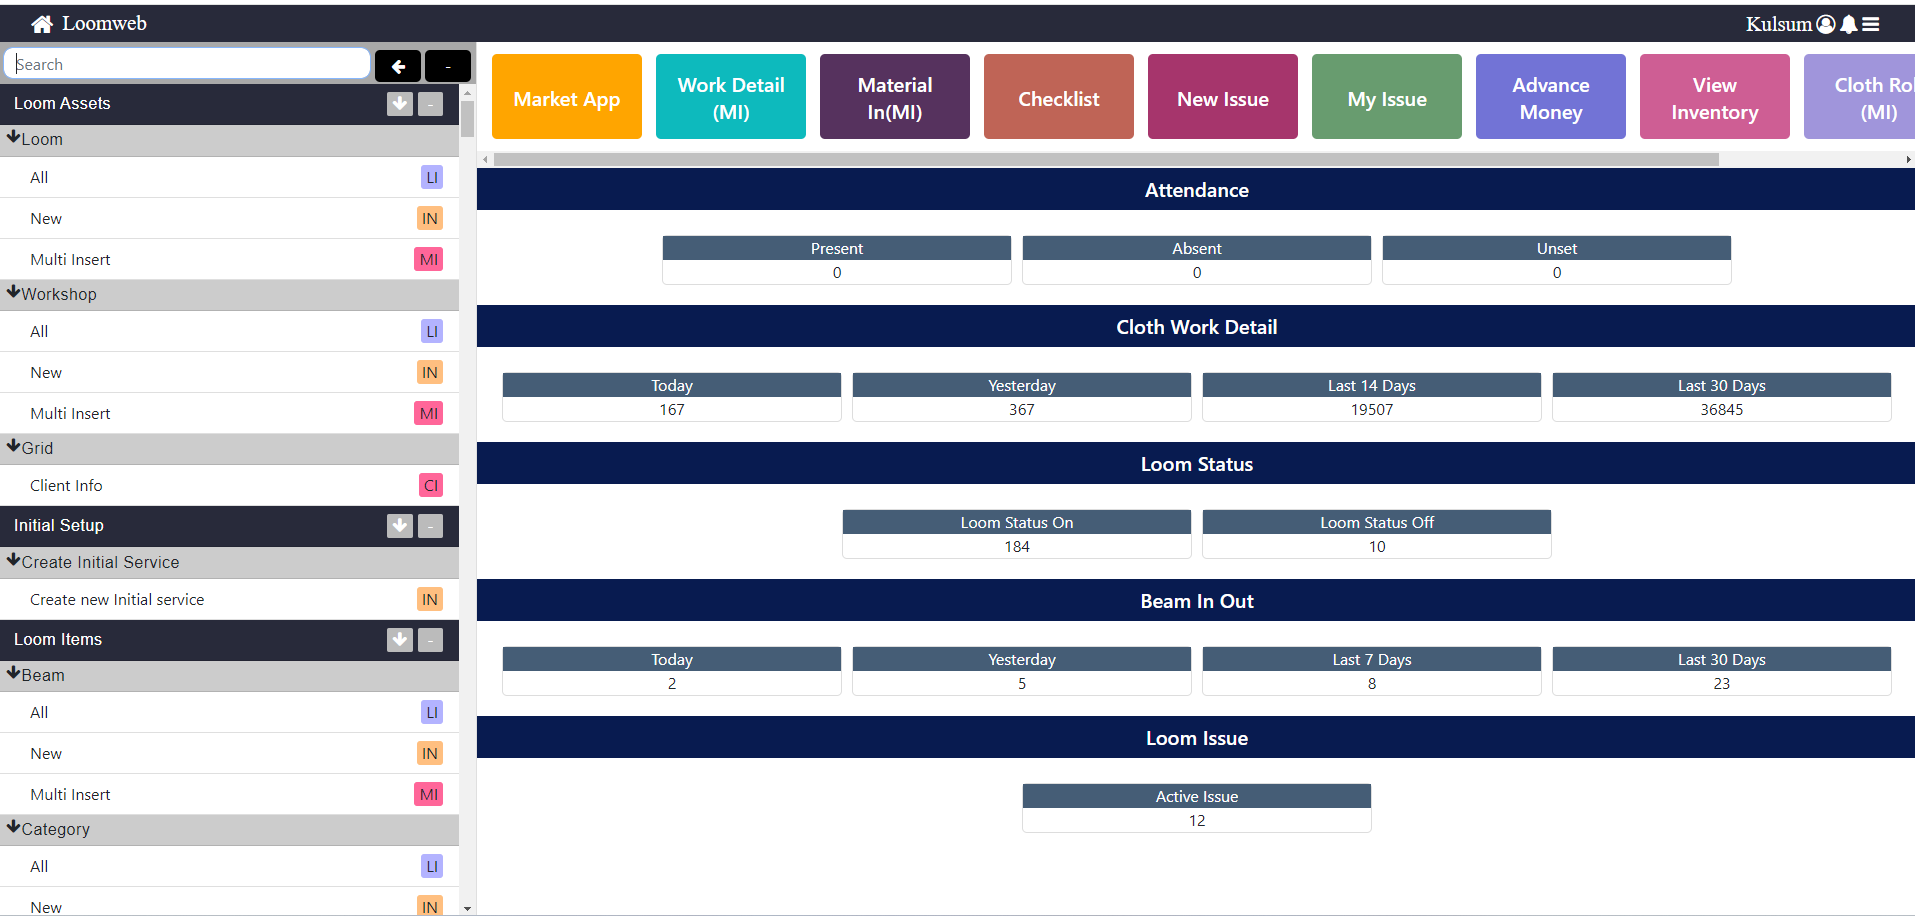 Loomweb
Kulsum
Search
-
Loom Assets
-
Loom
All LI
New IN
Multi Insert MI
Workshop
All LI
New IN
Multi Insert MI
Grid
Client Info CI
Initial Setup
-
Create Initial Service
Create new Initial service IN
Loom Items
-
Beam
All LI
New IN
Multi Insert MI
Category
All LI
New IN
Market App
Work Detail
(MI)
Material
In(MI)
Checklist
New Issue
My Issue
Advance
Money
View
Inventory
Cloth Rol
(MI)
Attendance
Present Absent Unset
0 0 0
Cloth Work Detail
Today Yesterday Last 14 Days Last 30 Days
167 367 19507 36845
Loom Status
Loom Status On Loom Status Off
184 10
Beam In Out
Today Yesterday Last 7 Days Last 30 Days
2 5 8 23
Loom Issue
Active Issue
12